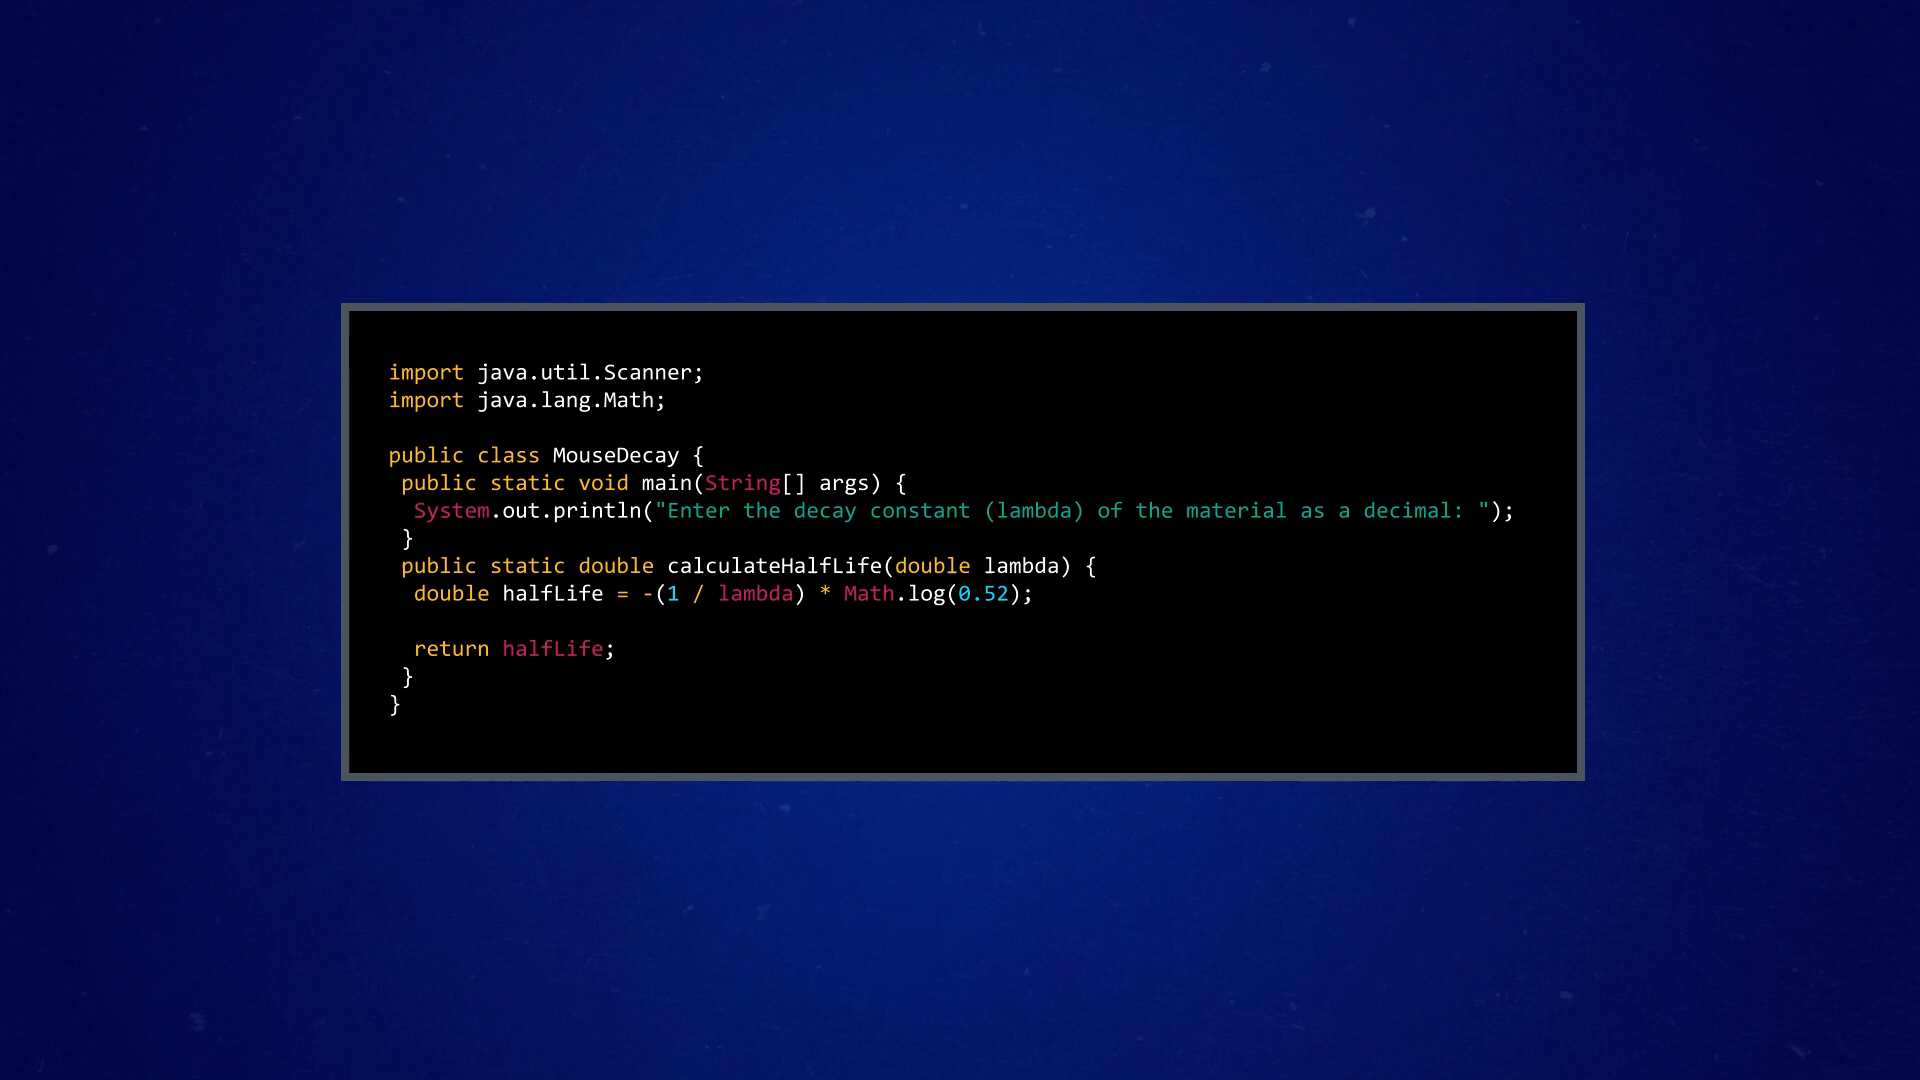 import java.util.Scanner;
import java.lang.Math;
public class MouseDecay {
public static void main(String[] args) {
System.out.println("Enter the decay constant (lambda) of the material as a decimal: ");
}
public static double calculateHalfLife(double lambda) {
double halfLife = -(1 / lambda) * Math.log(0.52);
return halfLife;
}
}